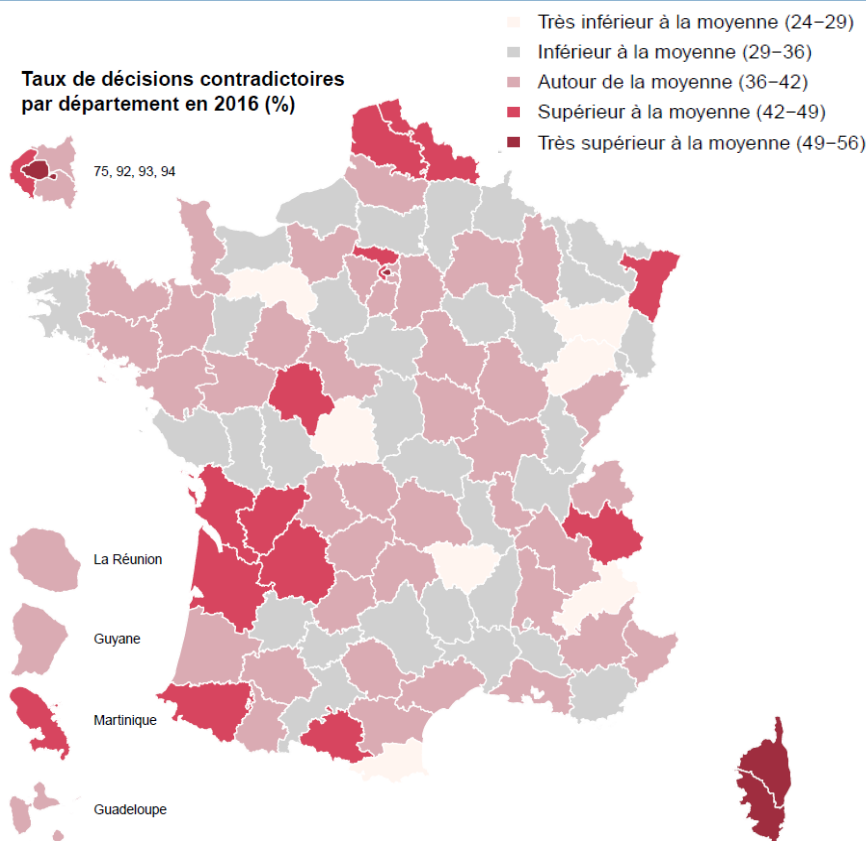 Très inférieur à la moyenne (24−29)
Inférieur à la moyenne (29−36)
Autour de la moyenne (36−42)
Supérieur à la moyenne (42−49)
Très supérieur à la moyenne (49−56)
Taux de décisions contradictoires
par département en 2016 (%)
75, 92, 93, 94
La Réunion
Guyane
Martinique
Guadeloupe